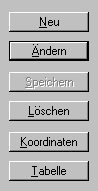 Neu
Ändern
Speichern
Löschen
Koordinaten
Tabelle